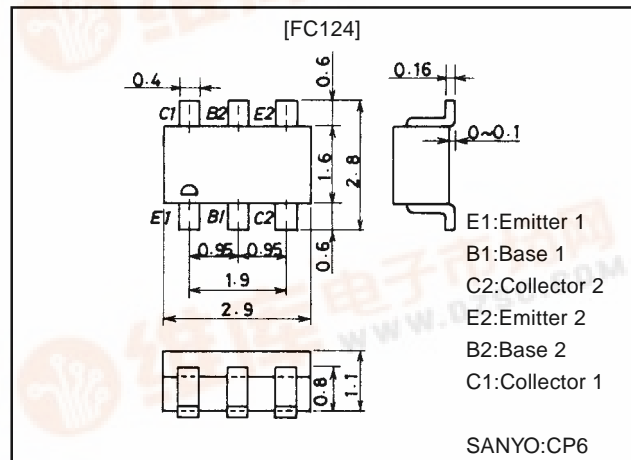 [FC124]
0.4
C1 B2 E2
0.6
1.6
2.8
0.6
E1 B1 C2
0.95 0.95
1.9
2.9
0.8
1.1
0.16
0~0.1
E1:Emitter 1
B1:Base 1
C2:Collector 2
E2:Emitter 2
B2:Base 2
C1:Collector 1
SANYO:CP6